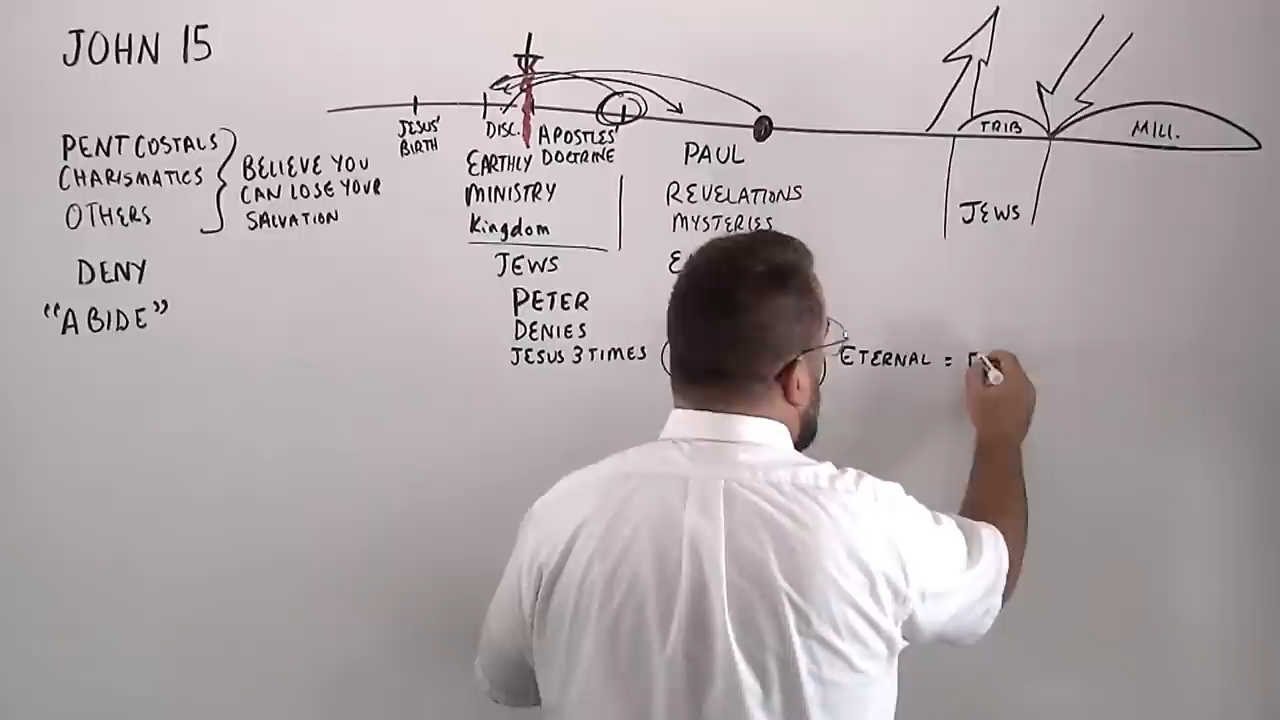 JOHN 15
PENTCOSTALS
CHARISMATICS
OTHERS
BELIEVE YOU
CAN LOSE YOUR
SALVATION
DENY
"ABIDE"
JESUS'
BIRTH
DISC.
EARTHLY
MINISTRY
Kingdom
APOSTLES'
DOCTRINE
JEWS
PETER
DENIES
JESUS 3 TIMES
PAUL
REVELATIONS
MYSTERIES
ETERNAL =
TRIB
MILL.
JEWS